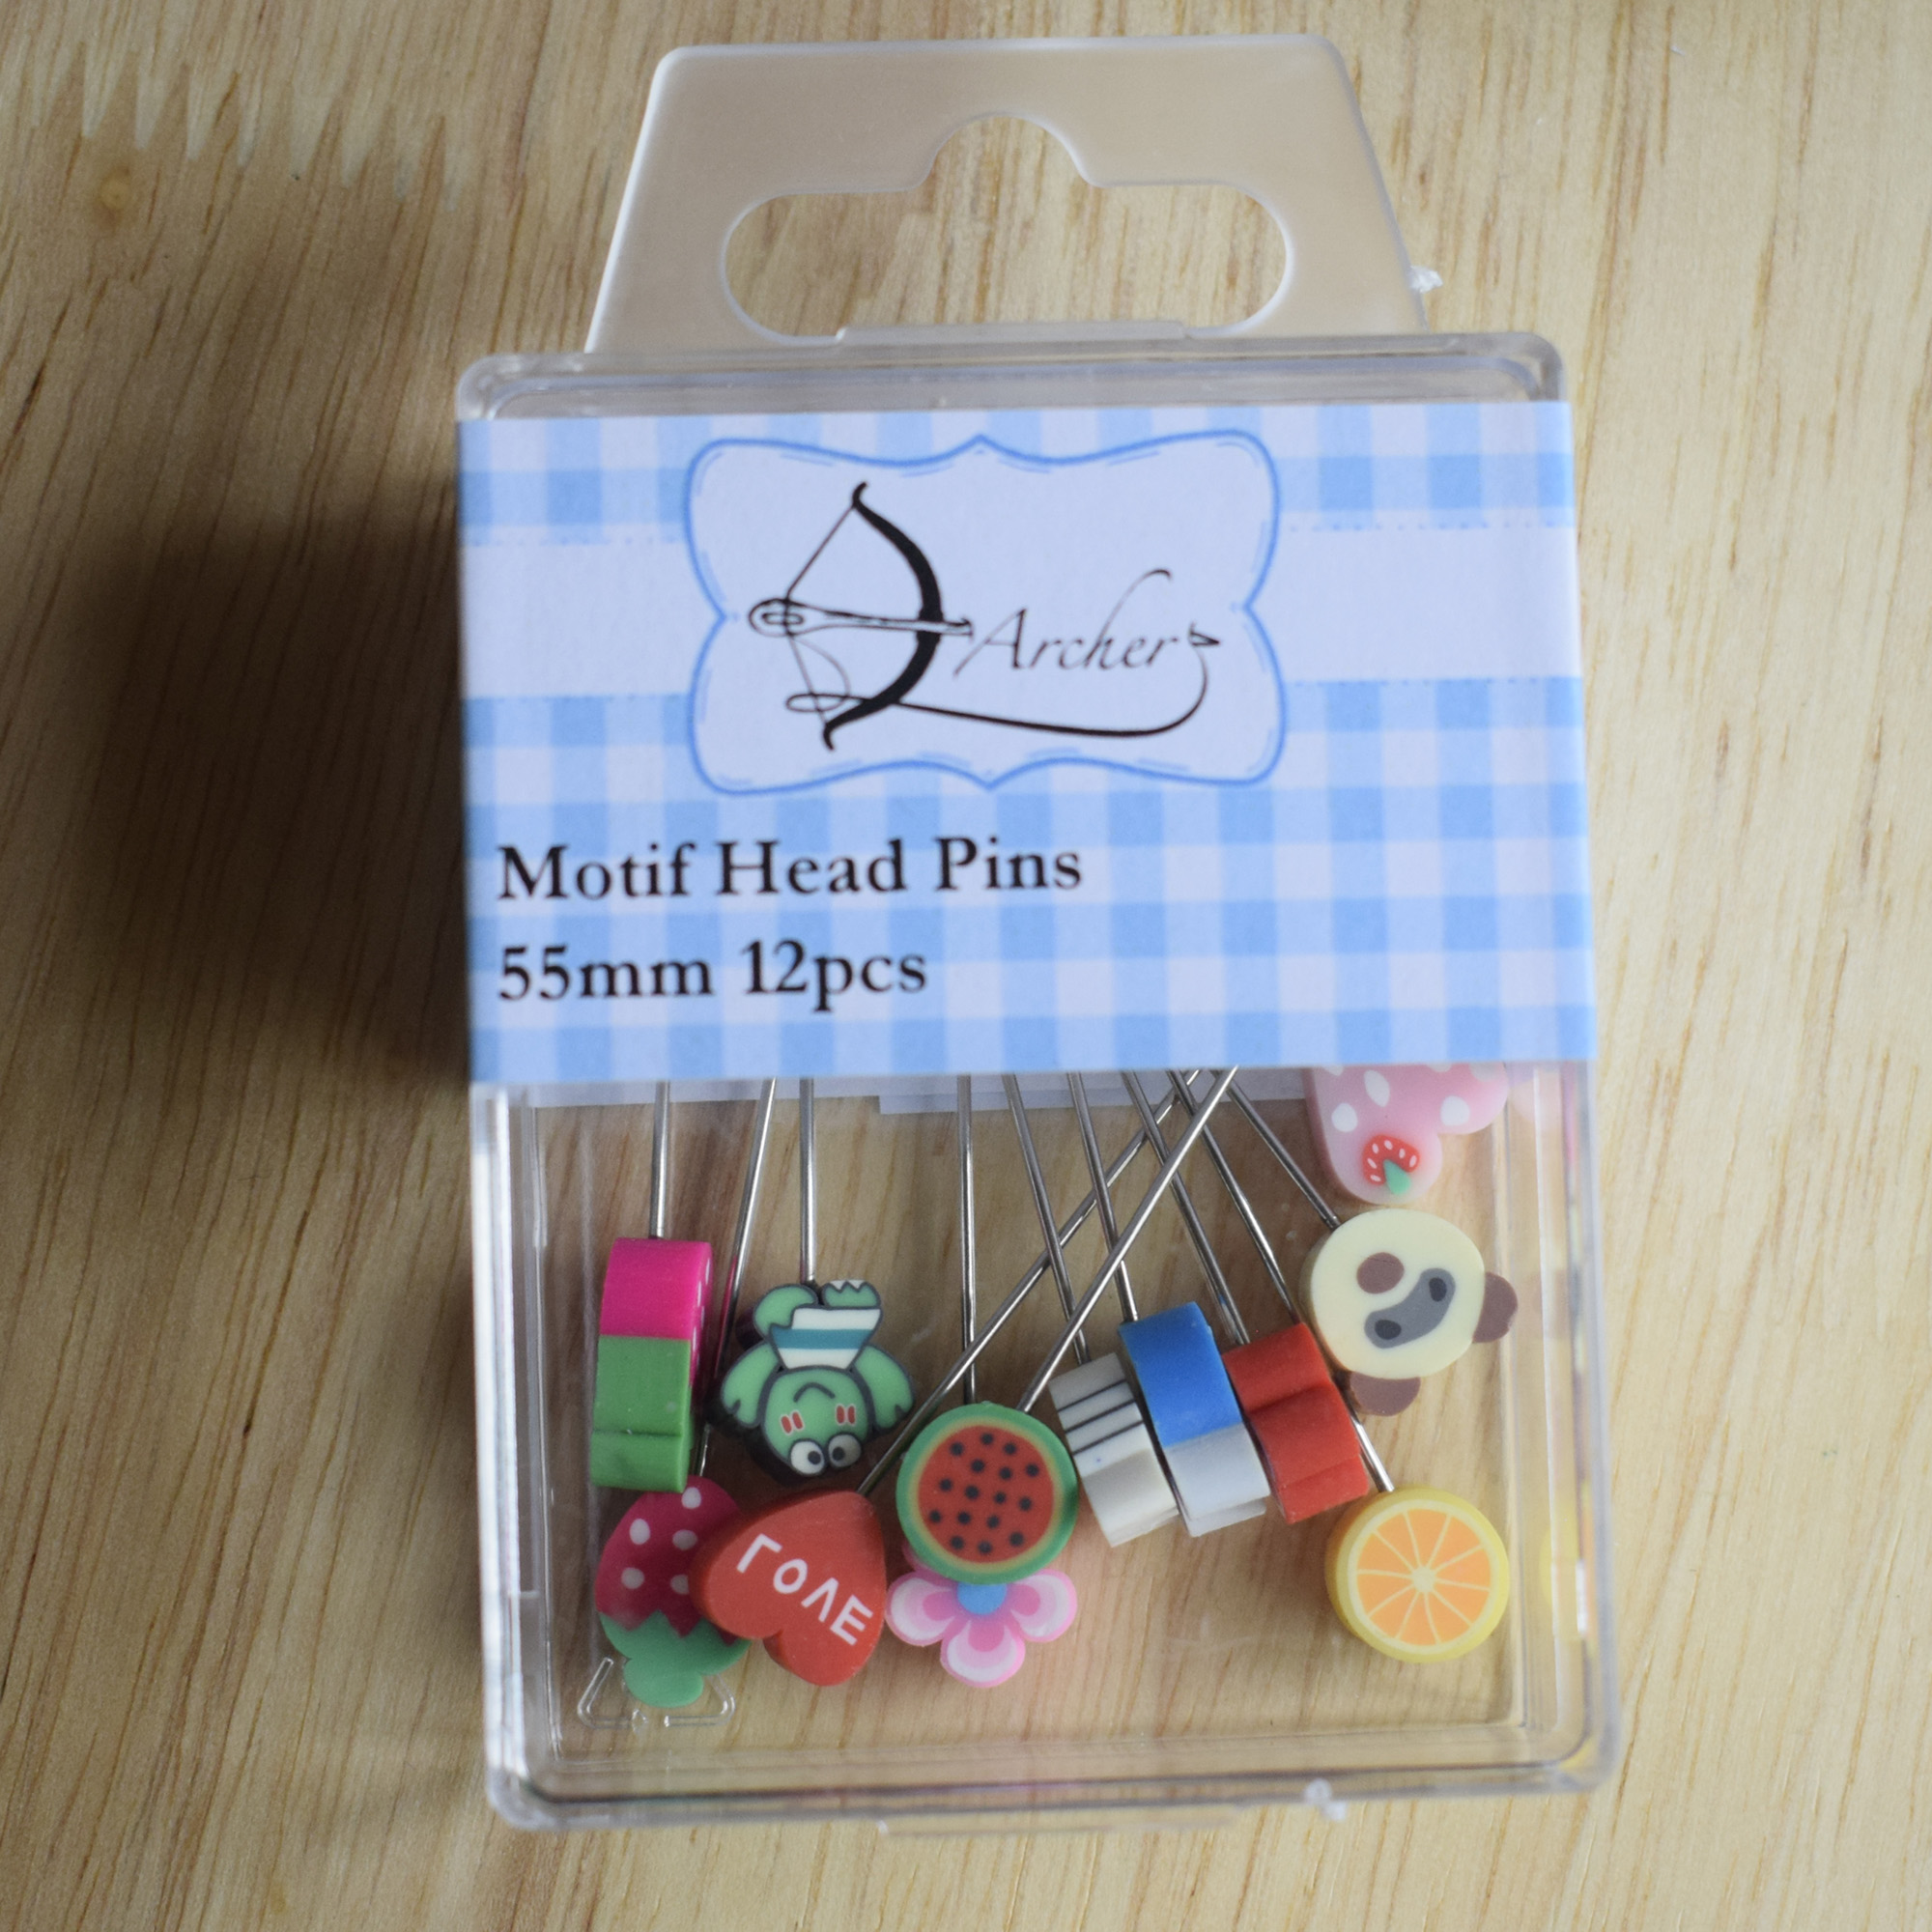 Archer
Motif Head Pins
55mm 12pcs
LOVE